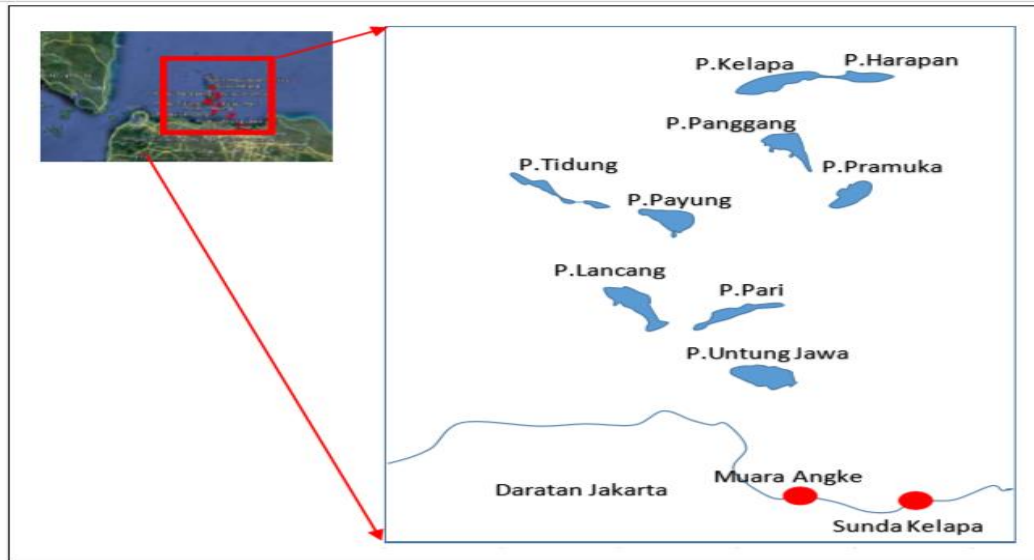 P.Kelapa
P.Harapan
P.Panggang
P.Tidung
P.Pramuka
P.Payung
P.Lancang
P.Pari
P.Untung Jawa
Muara Angke
Daratan Jakarta
Sunda Kelapa